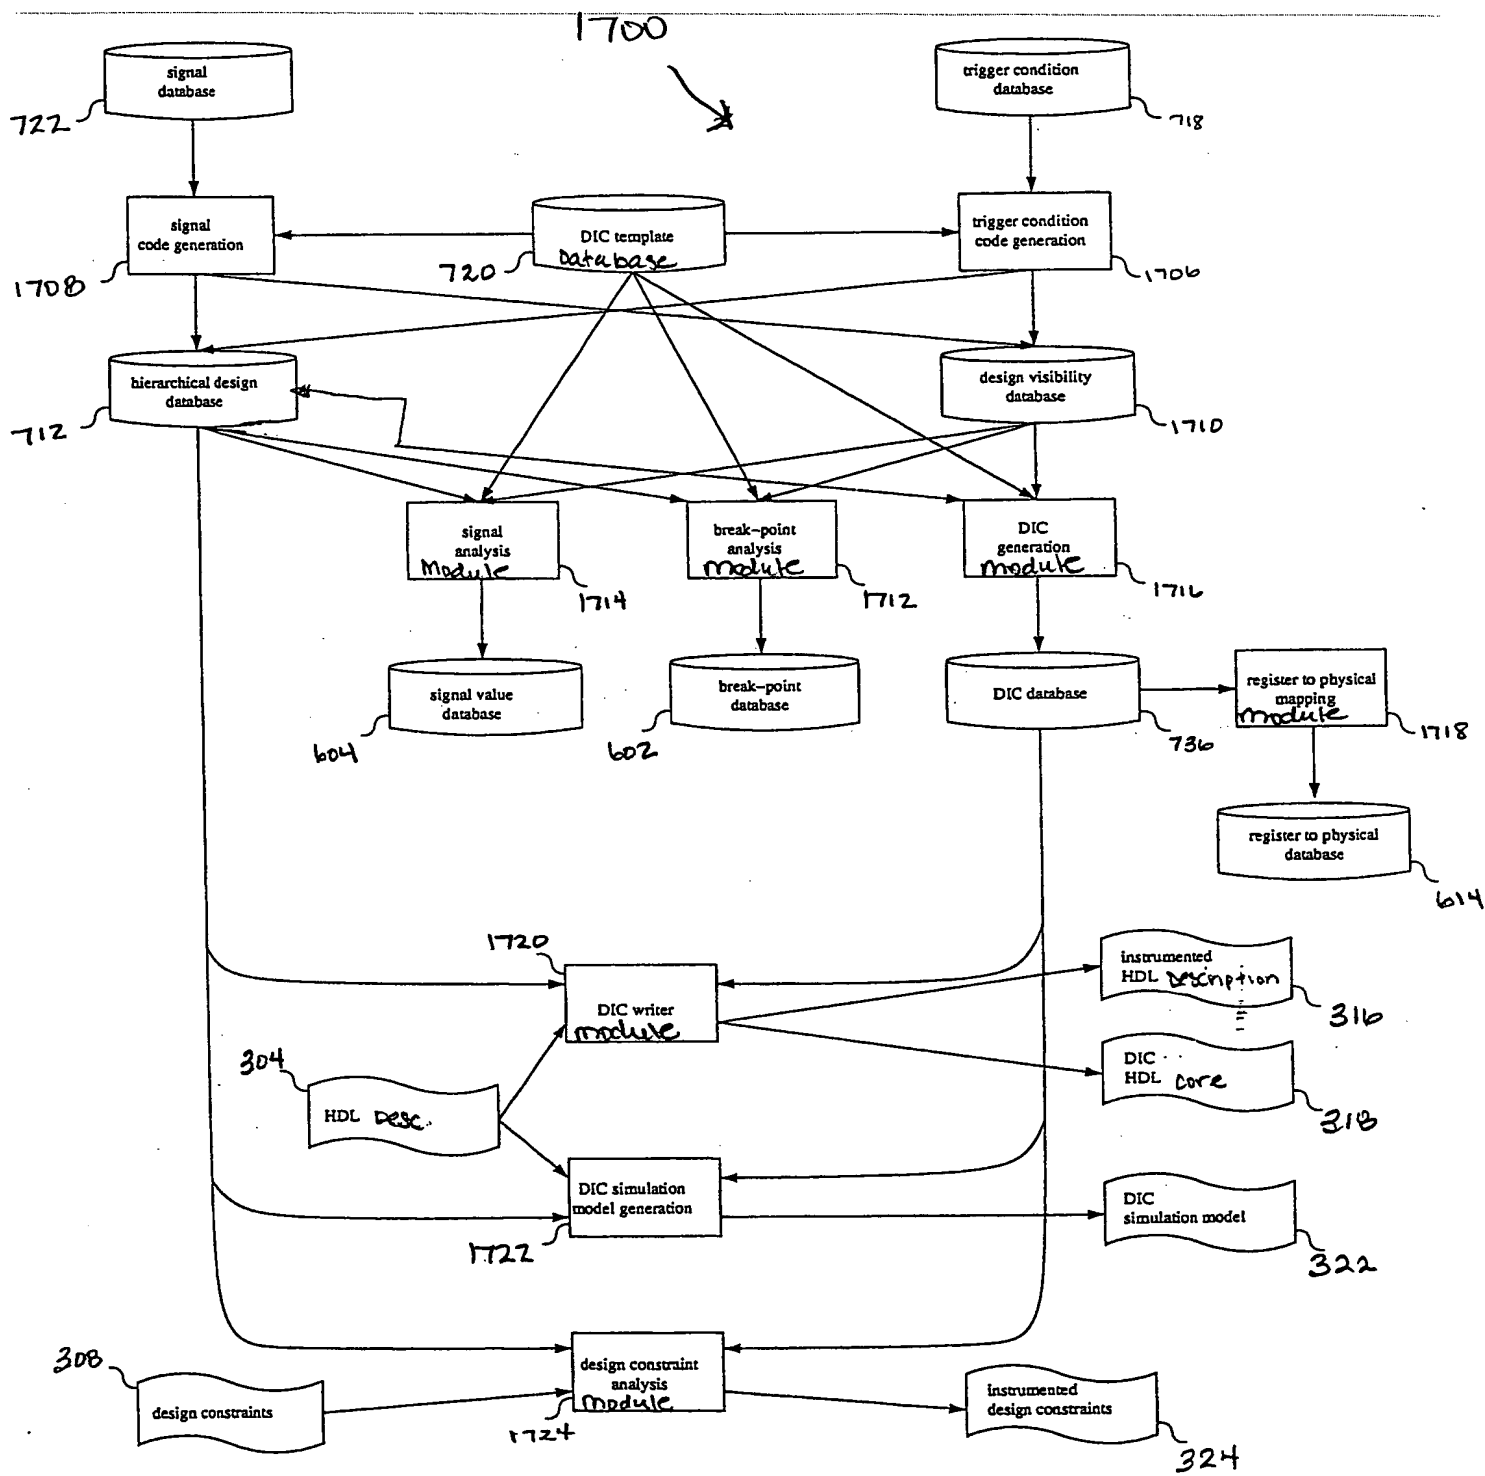 1700
signal
database
722
trigger condition
database
718
signal
code generation
1708
DIC template
Database
720
trigger condition
code generation
1706
hierarchical design
database
712
design visibility
database
1710
signal
analysis
Module
1714
break-point
analysis
module
1712
DIC
generation
module
1716
signal value
database
604
break-point
database
602
DIC database
736
register to physical
mapping
module
1718
register to physical
database
614
1720
DIC writer
module
instrumented
HDL Description
316
304
HDL Desc.
DIC
HDL core
318
DIC simulation
model generation
1722
DIC
simulation model
322
308
design constraints
design constraint
analysis
module
1724
instrumented
design constraints
324